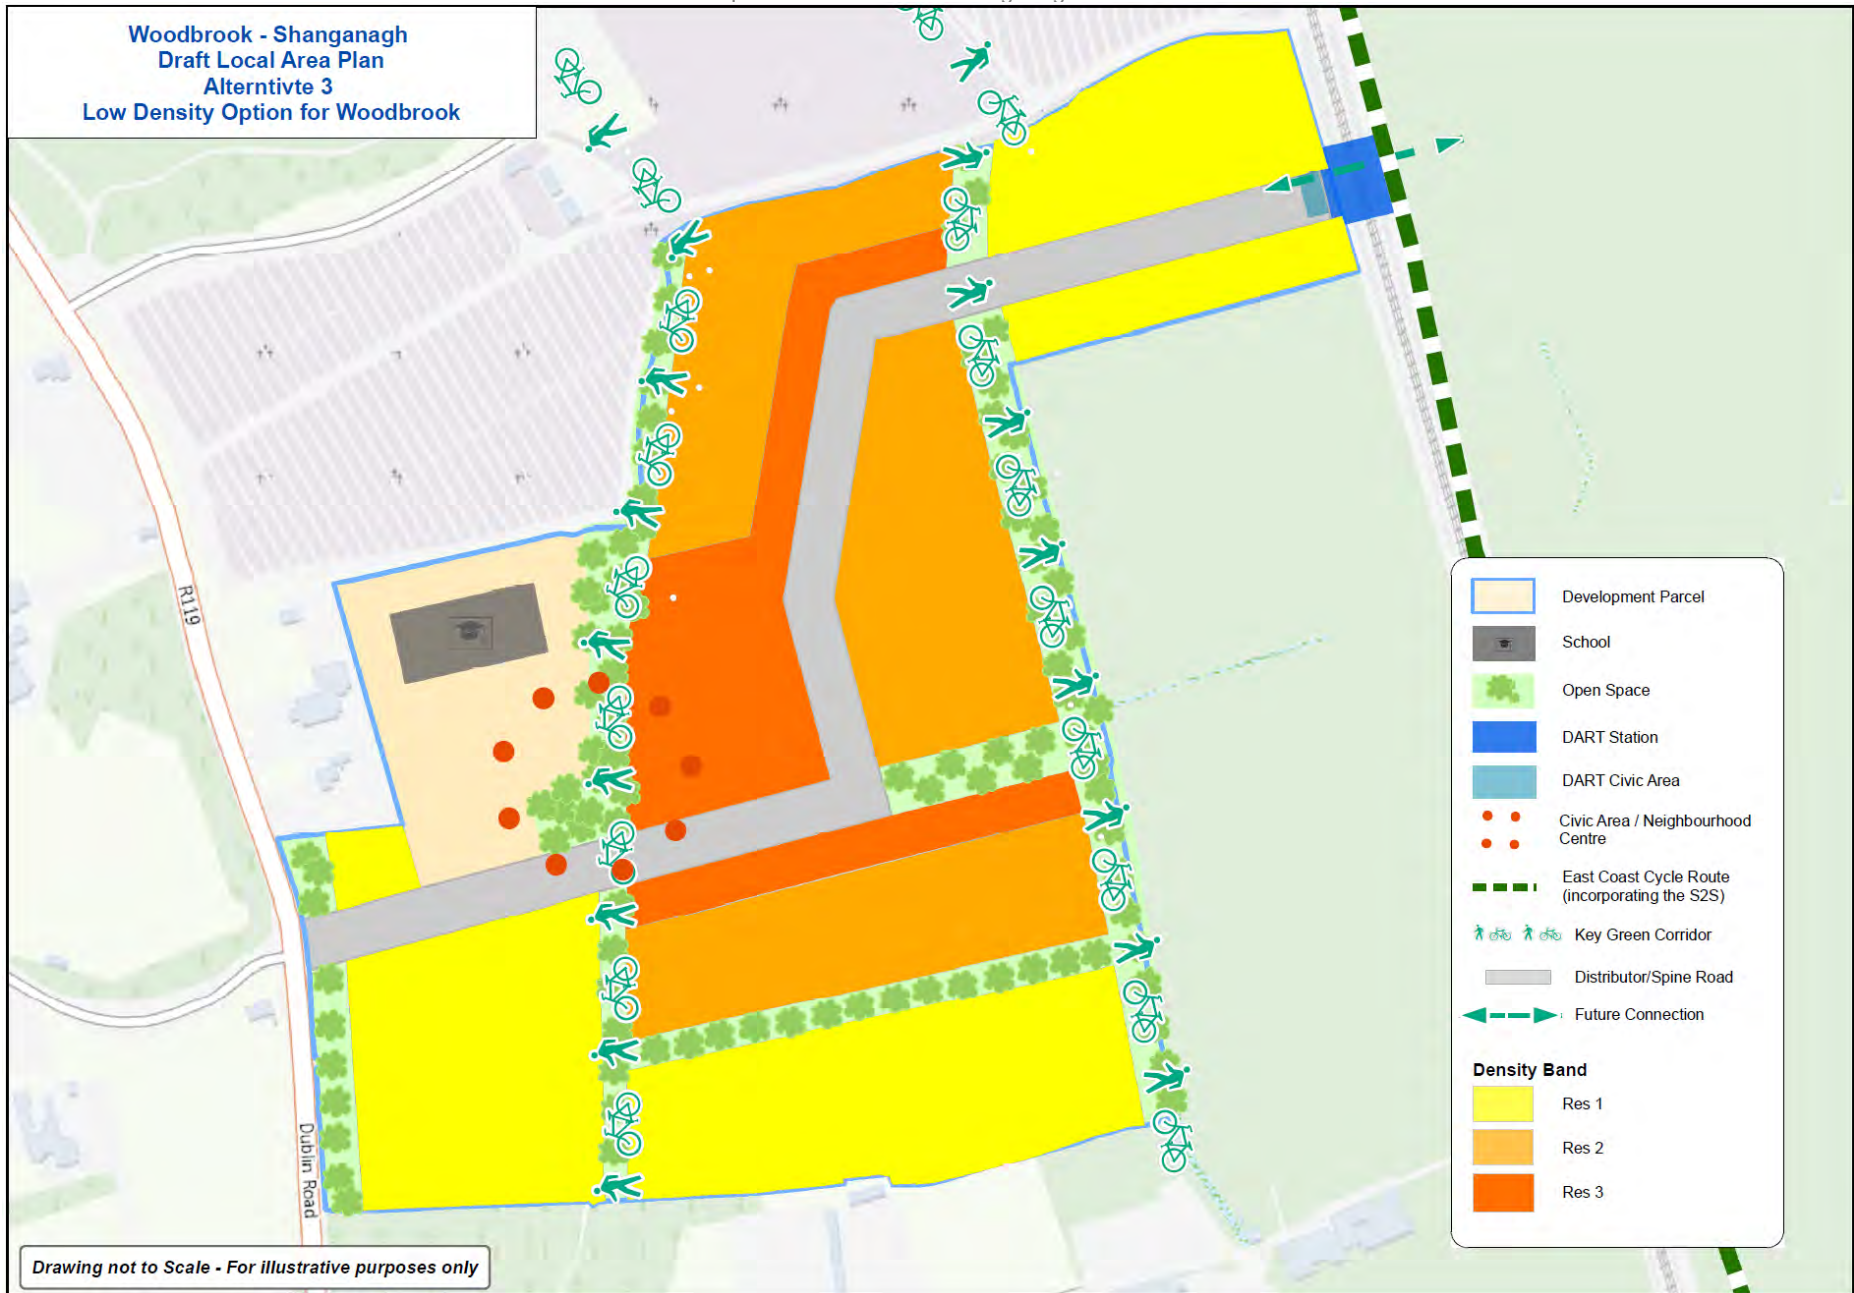 Woodbrook - Shanganagh
Draft Local Area Plan
Alterntivte 3
Low Density Option for Woodbrook
R119
Dublin Road
Development Parcel
School
Open Space
DART Station
DART Civic Area
Civic Area / Neighbourhood
Centre
East Coast Cycle Route
(incorporating the S2S)
Key Green Corridor
Distributor/Spine Road
Future Connection
Density Band
Res 1
Res 2
Res 3
Drawing not to Scale - For illustrative purposes only